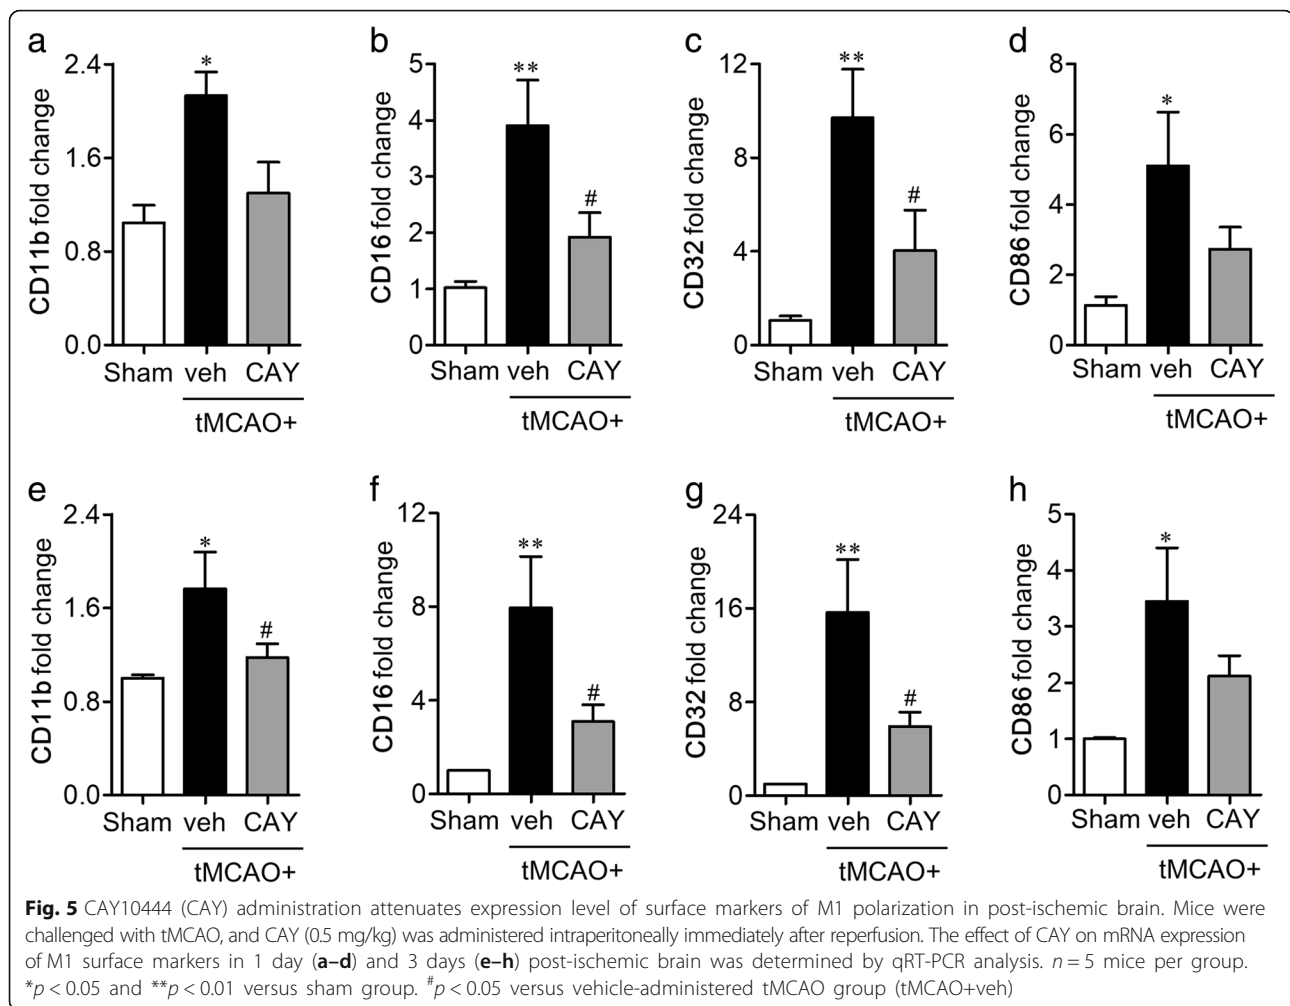 a
b
c
d
CD11b fold change
2.4
1.6
0.8
0.0
*
Sham veh CAY
tMCAO+
CD16 fold change
5
4
3
2
1
0
**
#
Sham veh CAY
tMCAO+
CD32 fold change
12
8
4
0
**
#
Sham veh CAY
tMCAO+
CD86 fold change
8
6
4
2
0
*
Sham veh CAY
tMCAO+
e
f
g
h
CD11b fold change
2.4
1.6
0.8
0.0
*
#
Sham veh CAY
tMCAO+
CD16 fold change
12
8
4
0
**
#
Sham veh CAY
tMCAO+
CD32 fold change
24
16
8
0
**
#
Sham veh CAY
tMCAO+
CD86 fold change
5
4
3
2
1
0
*
Sham veh CAY
tMCAO+
Fig. 5 CAY10444 (CAY) administration attenuates expression level of surface markers of M1 polarization in post-ischemic brain. Mice were
challenged with tMCAO, and CAY (0.5 mg/kg) was administered intraperitoneally immediately after reperfusion. The effect of CAY on mRNA expression
of M1 surface markers in 1 day (a–d) and 3 days (e–h) post-ischemic brain was determined by qRT-PCR analysis. n = 5 mice per group.
*p < 0.05 and **p < 0.01 versus sham group. #p < 0.05 versus vehicle-administered tMCAO group (tMCAO+veh)